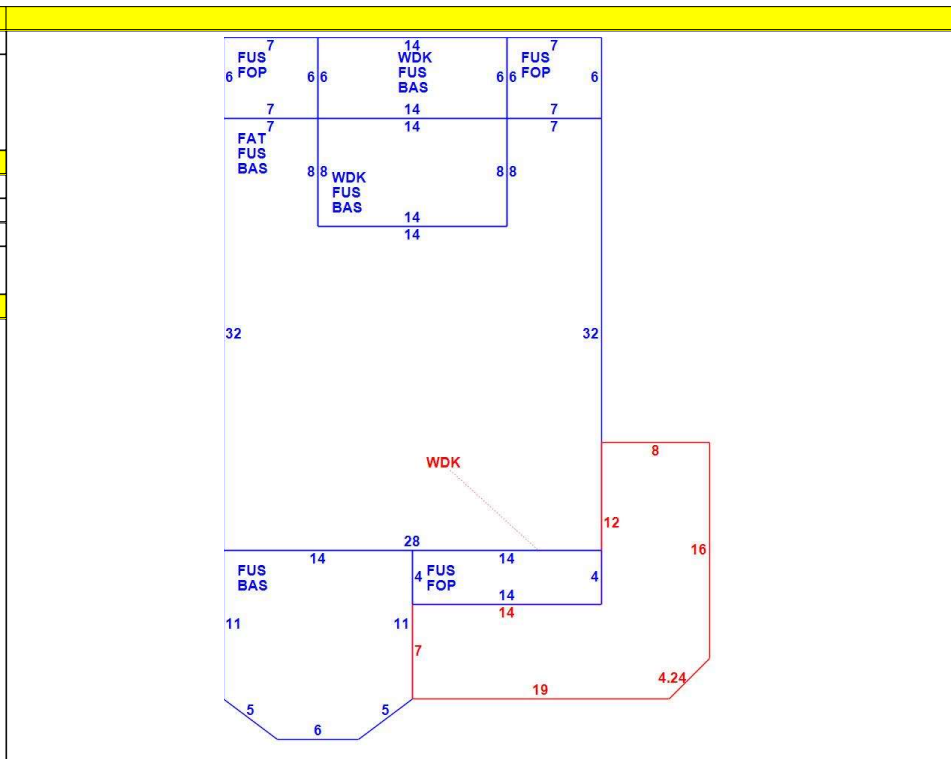 7 14 7
FUS WDK FUS
FOP FUS FOP
BAS
6 6 6 6 6 6
7 14 7
7 14 7
FAT
FUS
BAS
8 8 8 8
WDK
FUS
BAS
14
14
32 32
8
WDK
12
16
28
14 14
FUS
BAS
4 FUS 4
FOP
14
14
11 11
7
4.24
19
5 5
6